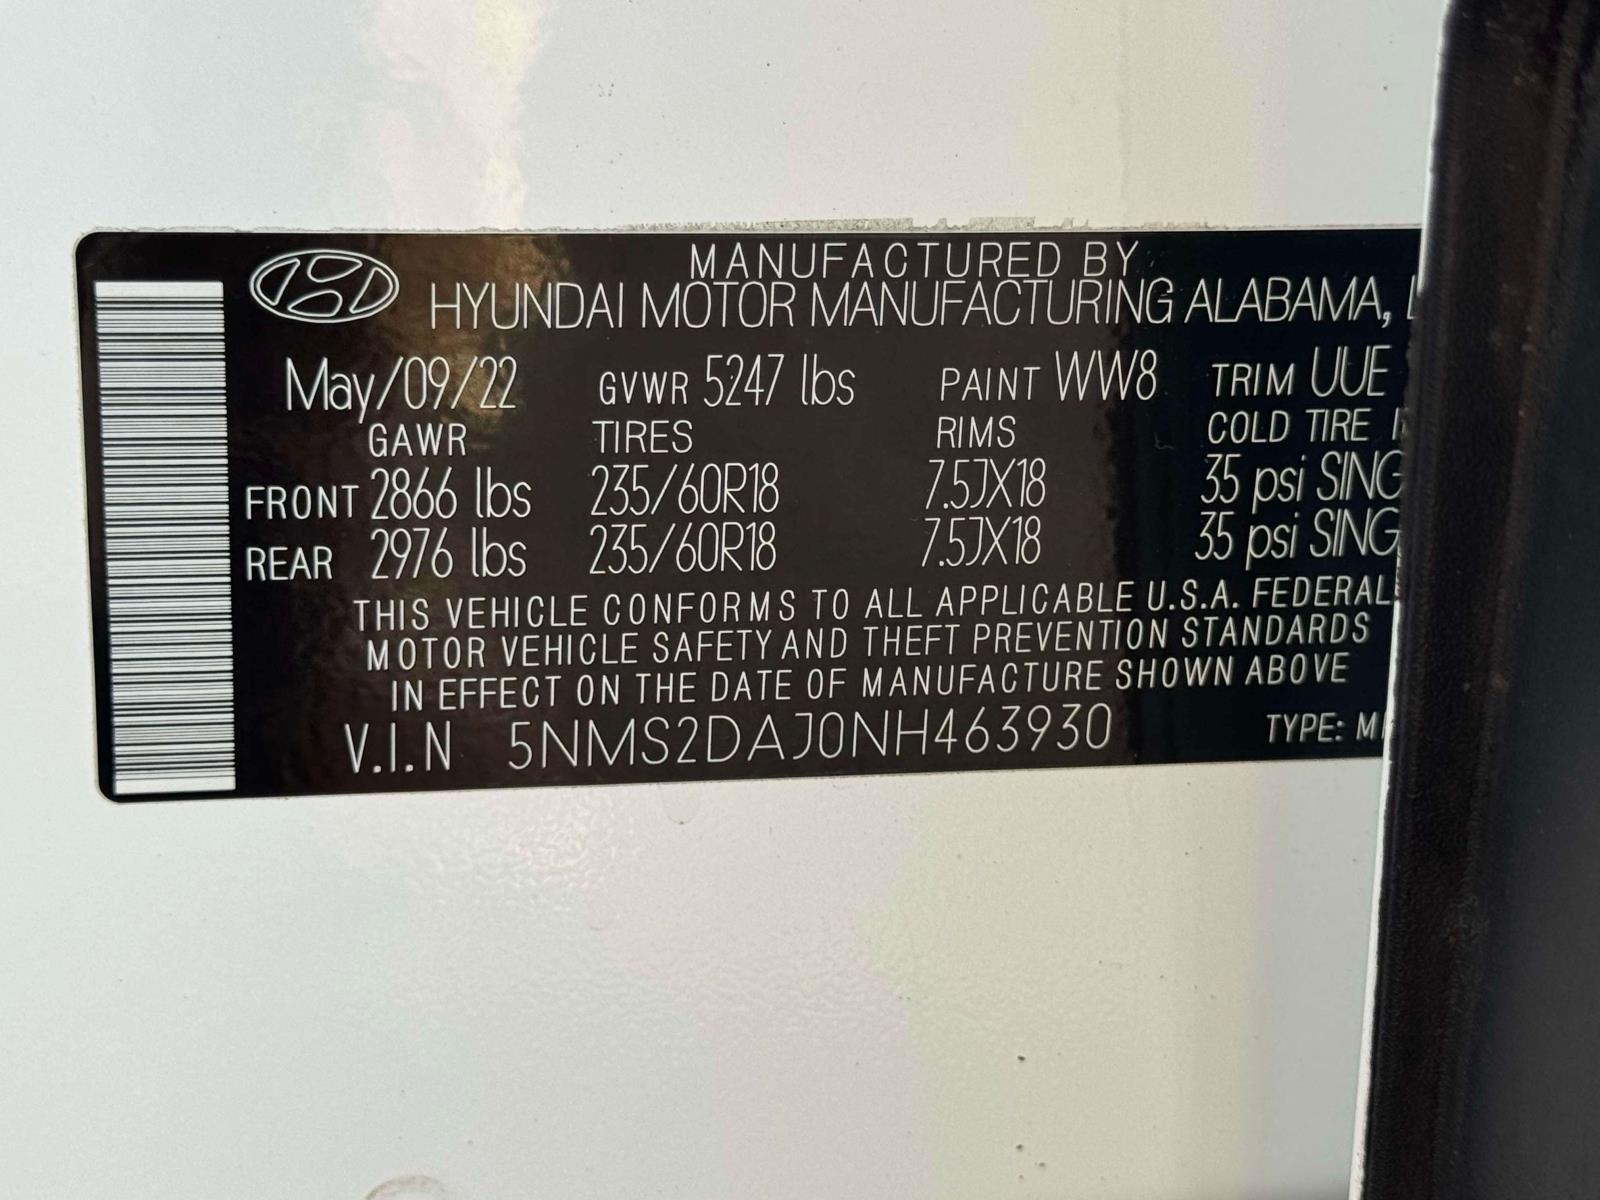 MANUFACTURED BY
HYUNDAI MOTOR MANUFACTURING ALABAMA,
May/09/22 GVWR 5247 lbs PAINT WW8 TRIM UUE
GAWR TIRES RIMS COLD TIRE
FRONT 2866 lbs 235/60R18 7.5JX18 35 psi SING
REAR 2976 lbs 235/60R18 7.5JX18 35 psi SING
THIS VEHICLE CONFORMS TO ALL APPLICABLE U.S.A. FEDERAL
MOTOR VEHICLE SAFETY AND THEFT PREVENTION STANDARDS
IN EFFECT ON THE DATE OF MANUFACTURE SHOWN ABOVE
V.I.N 5NMS2DAJ0NH463930 TYPE: